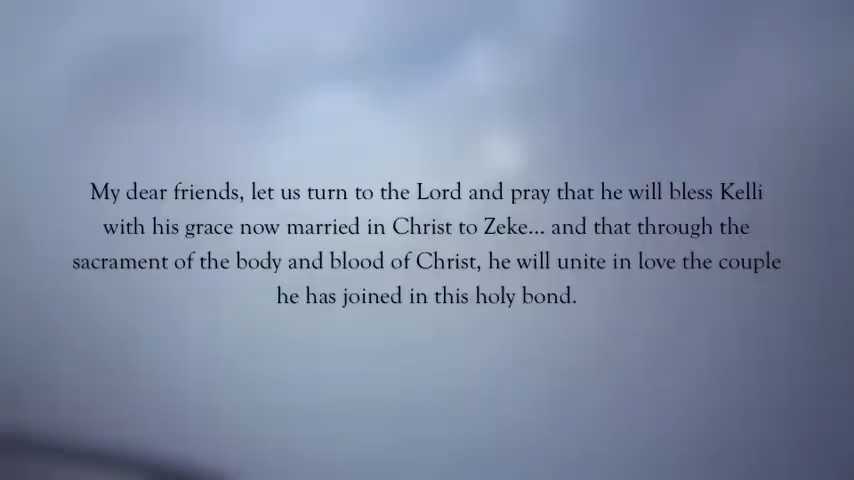 My dear friends, let us turn to the Lord and pray that he will bless Kelli
with his grace now married in Christ to Zeke... and that through the
sacrament of the body and blood of Christ, he will unite in love the couple
he has joined in this holy bond.